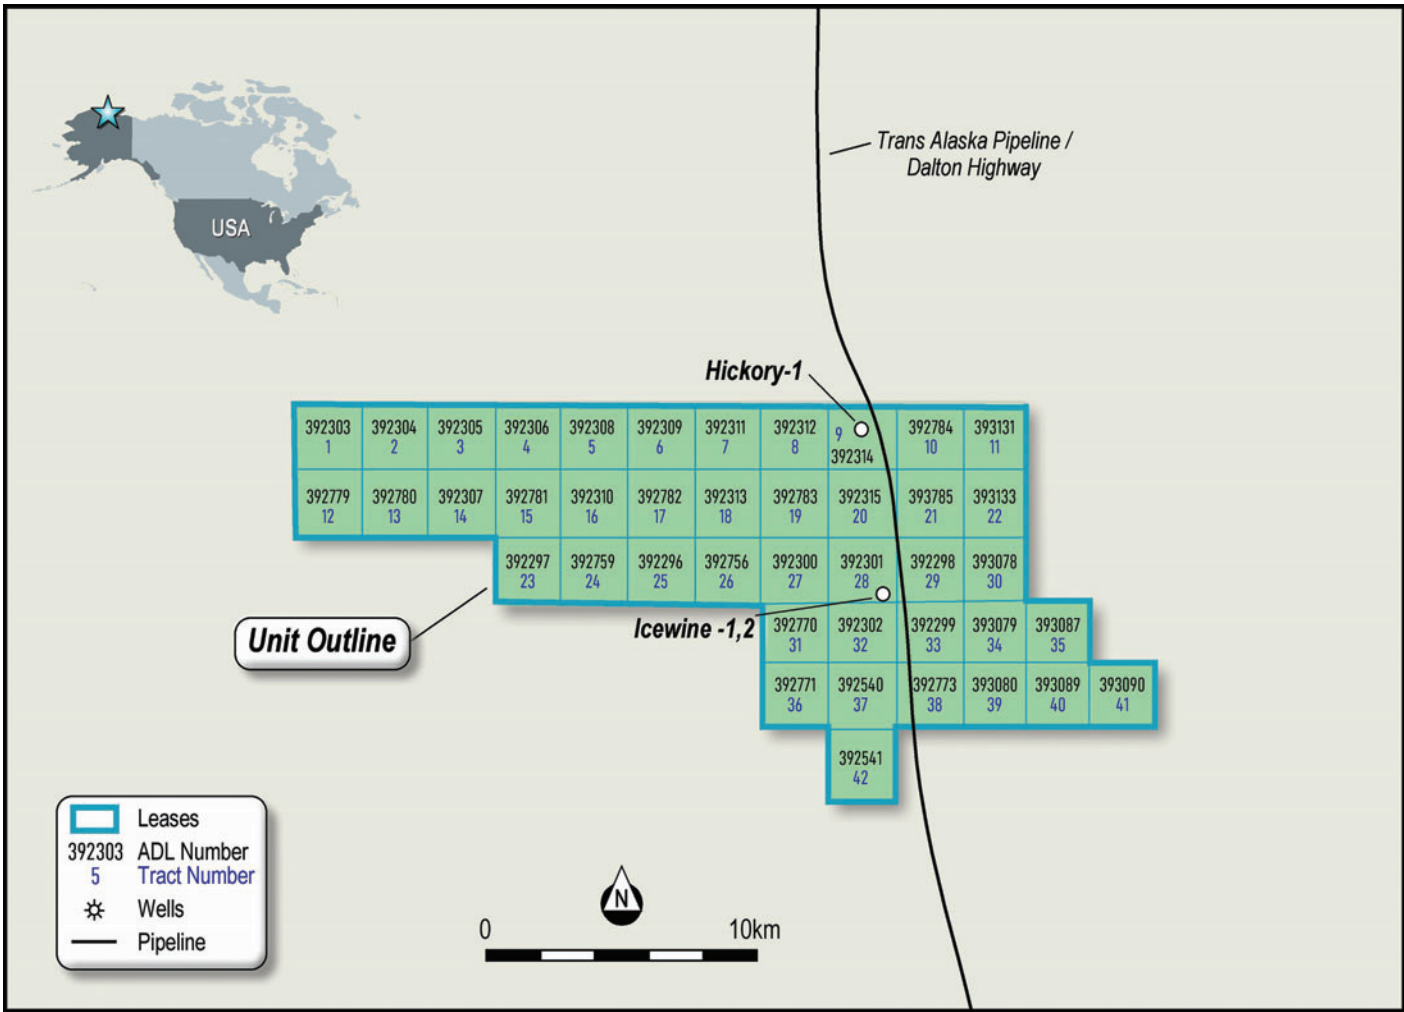 USA
Trans Alaska Pipeline /
Dalton Highway
Hickory-1
392303 392304 392305 392306 392308 392309 392311 392312 9 392784 393131
1 2 3 4 5 6 7 8 392314 10 11
392779 392780 392307 392781 392310 392782 392313 392783 392315 393785 393133
12 13 14 15 16 17 18 19 20 21 22
392297 392759 392296 392756 392300 392301 392298 393078
23 24 25 26 27 28 29 30
Unit Outline
Icewine -1,2
392770 392302 392299 393079 393087
31 32 33 34 35
392771 392540 392773 393080 393089 393090
36 37 38 39 40 41
392541
42
Leases
392303 ADL Number
5 Tract Number
Wells
Pipeline
N
0 10km